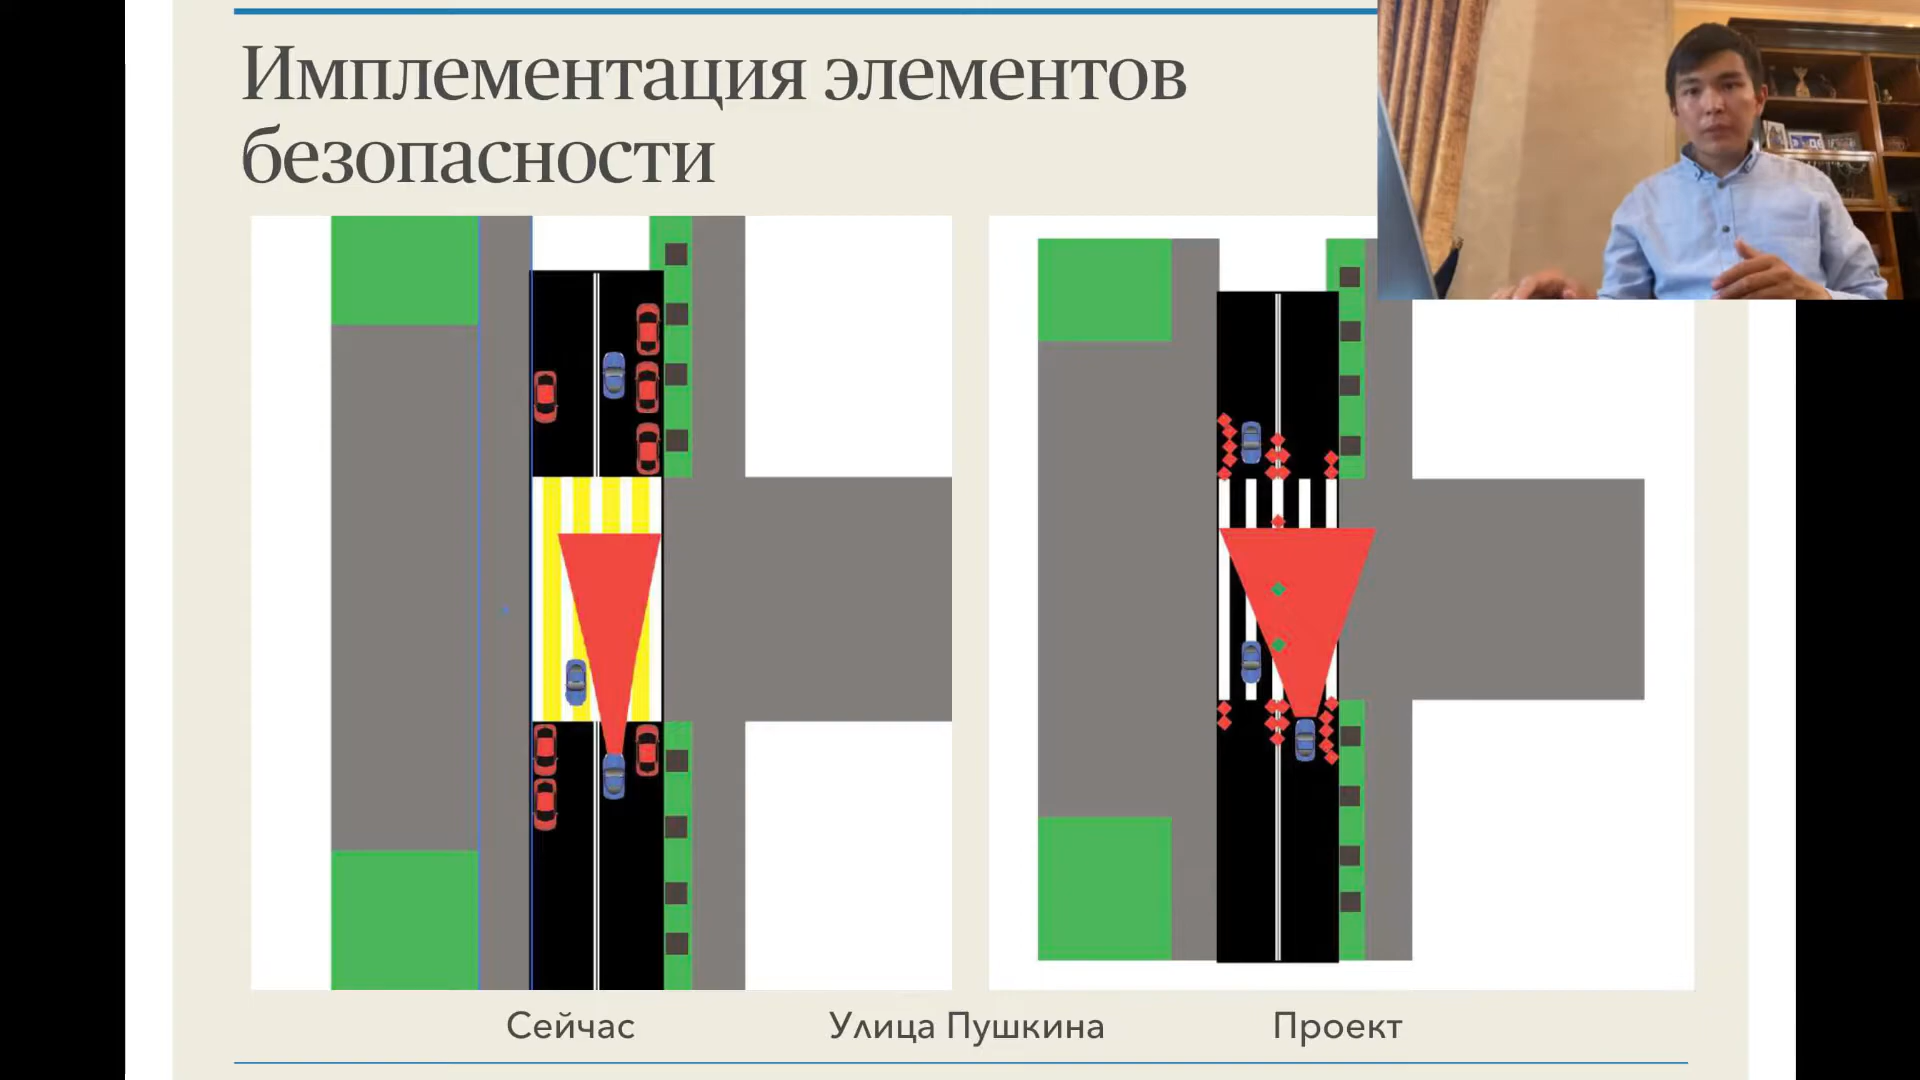 Имплементация элементов
безопасности
Сейчас
Улица Пушкина
Проект